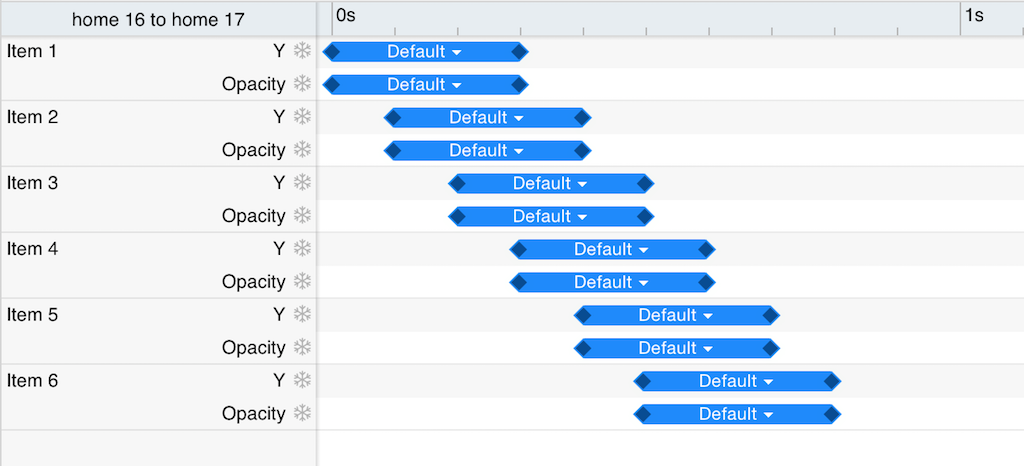 home 16 to home 17 0s 1s
Item 1 Y Default
Opacity Default
Item 2 Y Default
Opacity Default
Item 3 Y Default
Opacity Default
Item 4 Y Default
Opacity Default
Item 5 Y Default
Opacity Default
Item 6 Y Default
Opacity Default